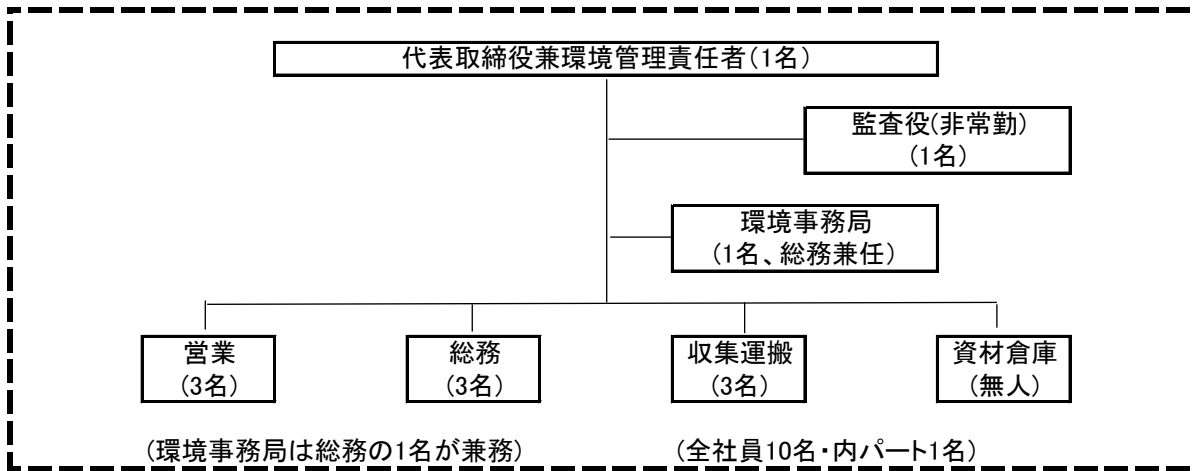 代表取締役兼環境管理責任者(1名)
監査役(非常勤)
(1名)
環境事務局
(1名、総務兼任)
営業
(3名)
総務
(3名)
収集運搬
(3名)
資材倉庫
(無人)
(環境事務局は総務の1名が兼務)
(全社員10名・内パート1名)